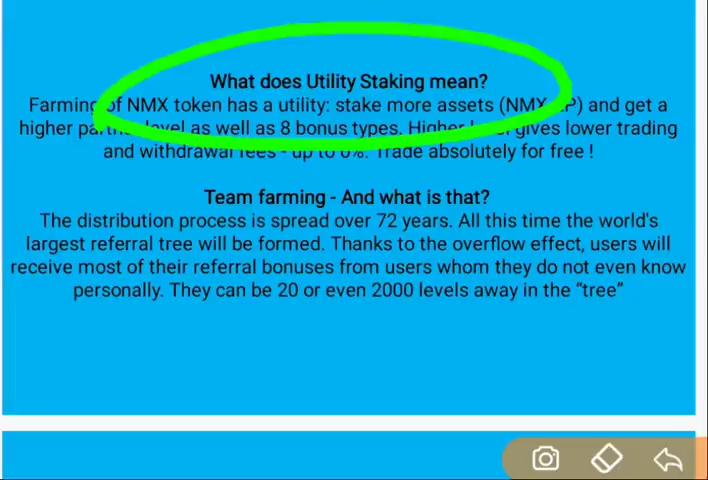 What does Utility Staking mean?
Farming of NMX token has a utility: stake more assets (NMX LP) and get a
higher partner level as well as 8 bonus types. Higher level gives lower trading
and withdrawal fees - up to 0%. Trade absolutely for free !
Team farming - And what is that?
The distribution process is spread over 72 years. All this time the world's
largest referral tree will be formed. Thanks to the overflow effect, users will
receive most of their referral bonuses from users whom they do not even know
personally. They can be 20 or even 2000 levels away in the “tree”